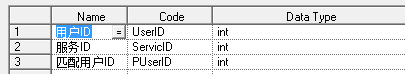 Name Code Data Type
1 用户ID = UserID int
2 服务ID ServicID int
3 匹配用户ID PUserID int